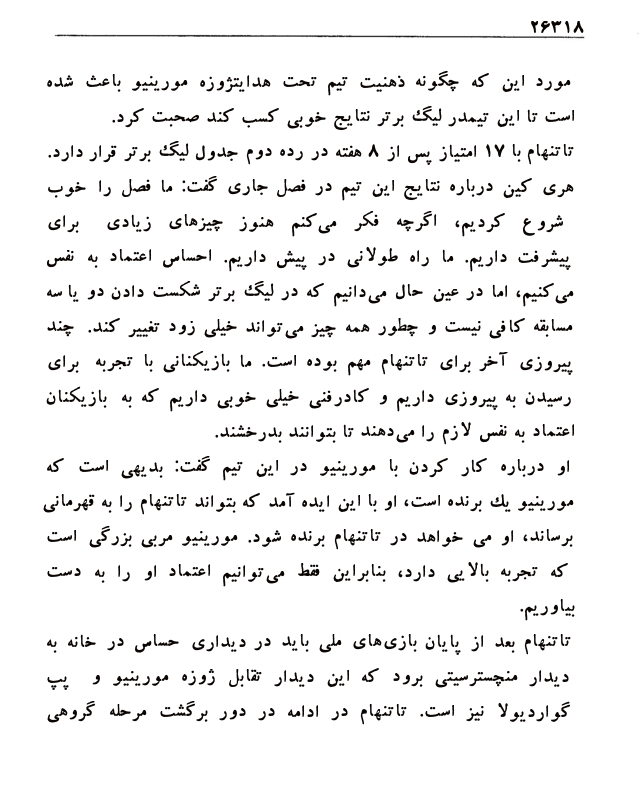 ۲۶۳۱۸
مورد این که چگونه ذهنیت تیم تحت هدایتژوزه مورینیو باعث شده
است تا این تیمدر لیگ برتر نتایج خوبی کسب کند صحبت کرد.
تاتنهام با ۱۷ امتیاز پس از ۸ هفته در رده دوم جدول لیگ برتر قرار دارد.
هری کین درباره نتایج این تیم در فصل جاری گفت: ما فصل را خوب
شروع کردیم، اگرچه فکر می‌کنم هنوز چیزهای زیادی برای
پیشرفت داریم. ما راه طولانی در پیش داریم. احساس اعتماد به نفس
می‌کنیم، اما در عین حال می‌دانیم که در لیگ برتر شکست دادن دو یا سه
مسابقه کافی نیست و چطور همه چیز می‌تواند خیلی زود تغییر کند. چند
پیروزی آخر برای تاتنهام مهم بوده است. ما بازیکنانی با تجربه برای
رسیدن به پیروزی داریم و کادرفنی خیلی خوبی داریم که به بازیکنان
اعتماد به نفس لازم را می‌دهند تا بتوانند بدرخشند.
او درباره کار کردن با مورینیو در این تیم گفت: بدیهی است که
مورینیو یك برنده است، او با این ایده آمد که بتواند تاتنهام را به قهرمانی
برساند، او می خواهد در تاتنهام برنده شود. مورینیو مربی بزرگی است
که تجربه بالایی دارد، بنابراین فقط می‌توانیم اعتماد او را به دست
بیاوریم.
تاتنهام بعد از پایان بازی‌های ملی باید در دیداری حساس در خانه به
دیدار منچسترسیتی برود که این دیدار تقابل ژوزه مورینیو و پپ
گواردیولا نیز است. تاتنهام در ادامه در دور برگشت مرحله گروهی